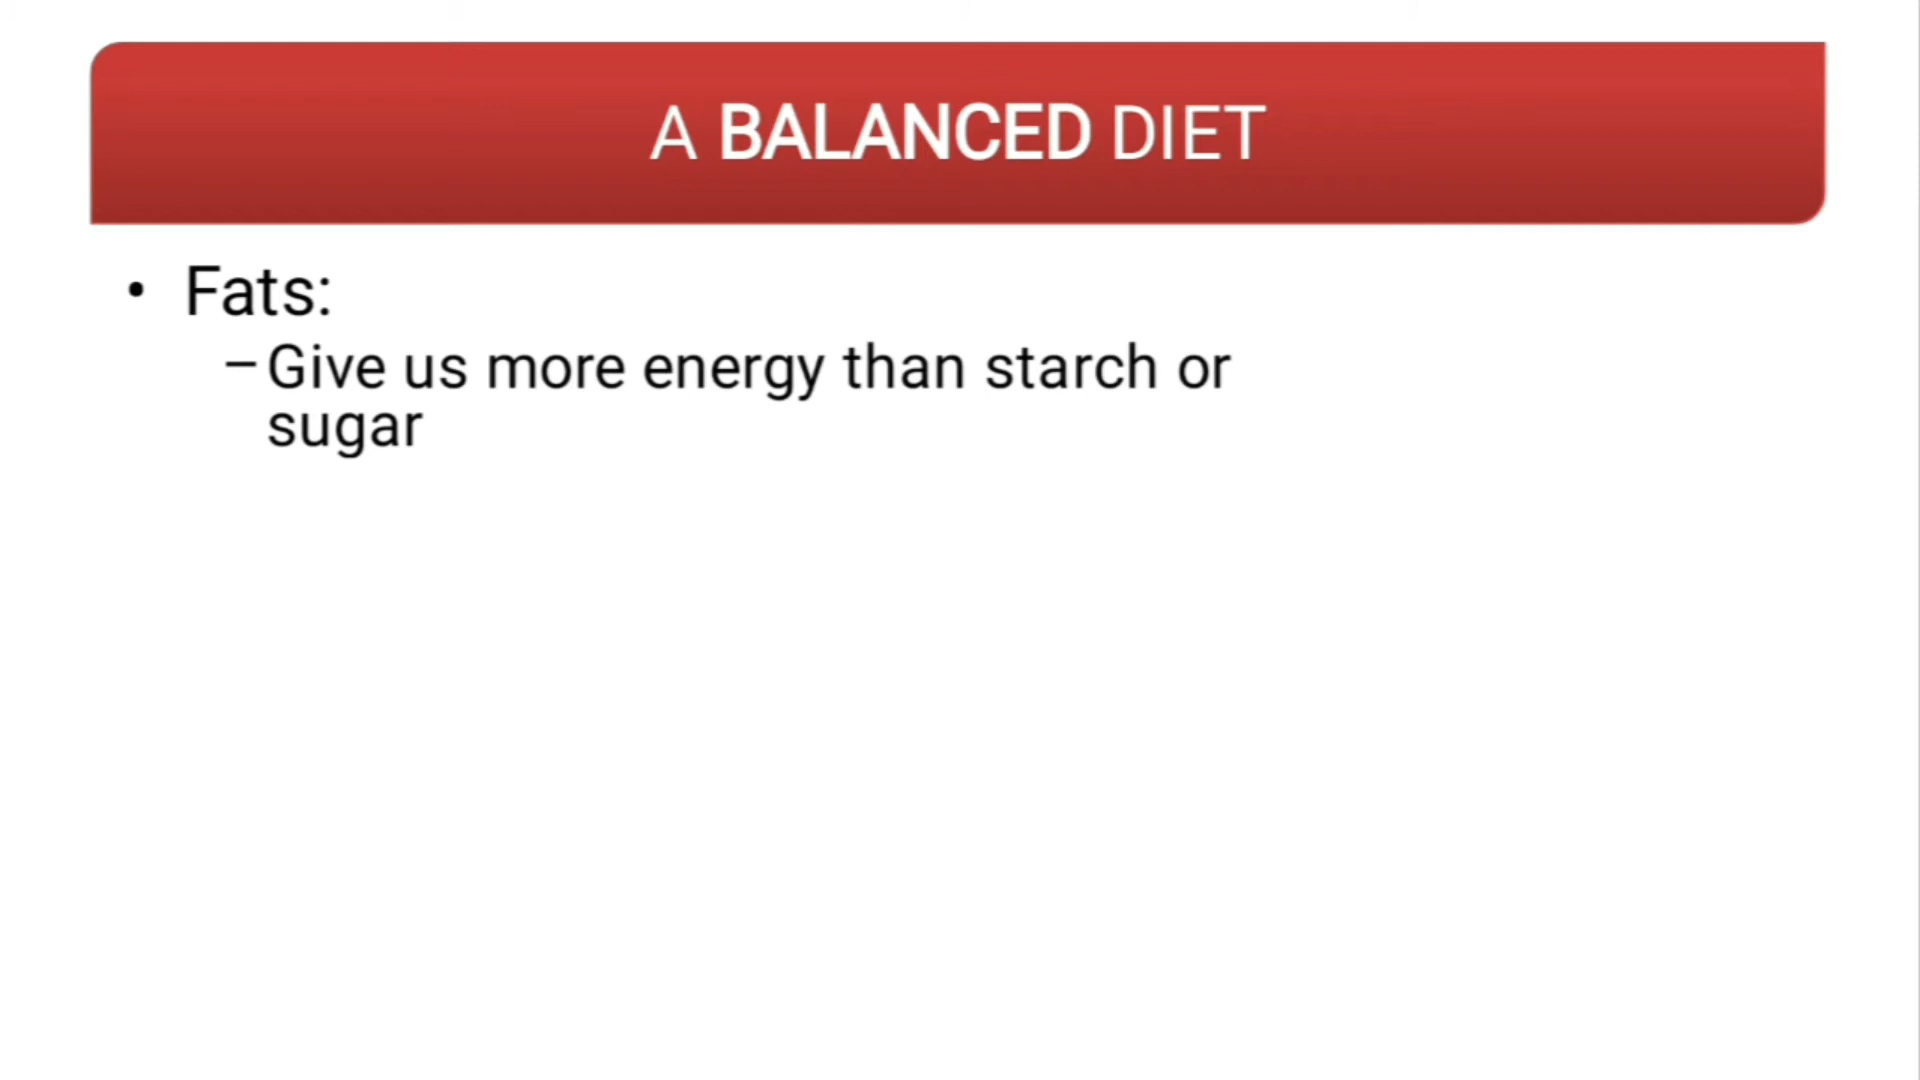 A BALANCED DIET
• Fats:
– Give us more energy than starch or
sugar